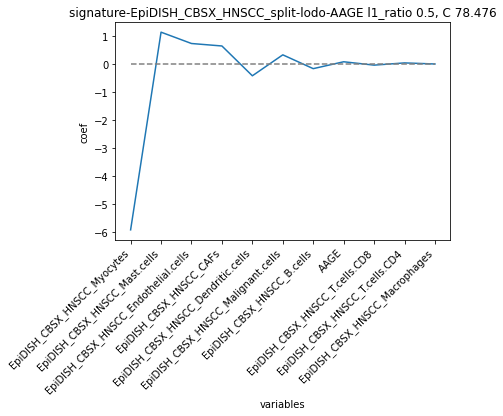 signature-EpiDISH_CBSX_HNSCC_split-lodo-AAGE l1_ratio 0.5, C 78.476
1
0
−1
−2
−3
−4
−5
−6
coef
EpiDISH_CBSX_HNSCC_Myocytes
EpiDISH_CBSX_HNSCC_Mast.cells
EpiDISH_CBSX_HNSCC_Endothelial.cells
EpiDISH_CBSX_HNSCC_CAFs
EpiDISH_CBSX_HNSCC_Dendritic.cells
EpiDISH_CBSX_HNSCC_Malignant.cells
EpiDISH_CBSX_HNSCC_B.cells
AAGE
EpiDISH_CBSX_HNSCC_T.cells.CD8
EpiDISH_CBSX_HNSCC_T.cells.CD4
EpiDISH_CBSX_HNSCC_Macrophages
variables